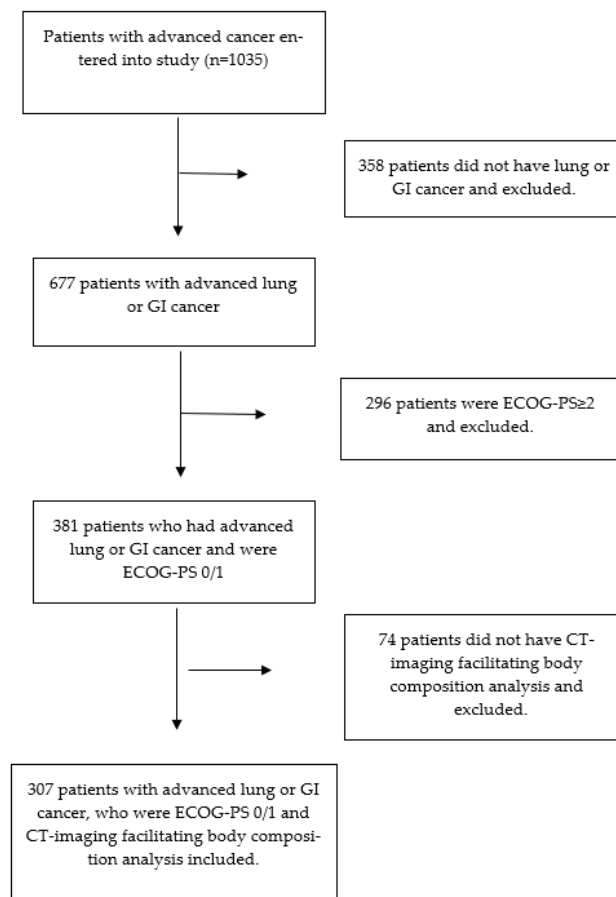 Patients with advanced cancer en-
tered into study (n=1035)
358 patients did not have lung or
GI cancer and excluded.
677 patients with advanced lung
or GI cancer
296 patients were ECOG-PS≥2
and excluded.
381 patients who had advanced
lung or GI cancer and were
ECOG-PS 0/1
74 patients did not have CT-
imaging facilitating body
composition analysis and
excluded.
307 patients with advanced lung or GI
cancer, who were ECOG-PS 0/1 and
CT-imaging facilitating body composi-
tion analysis included.